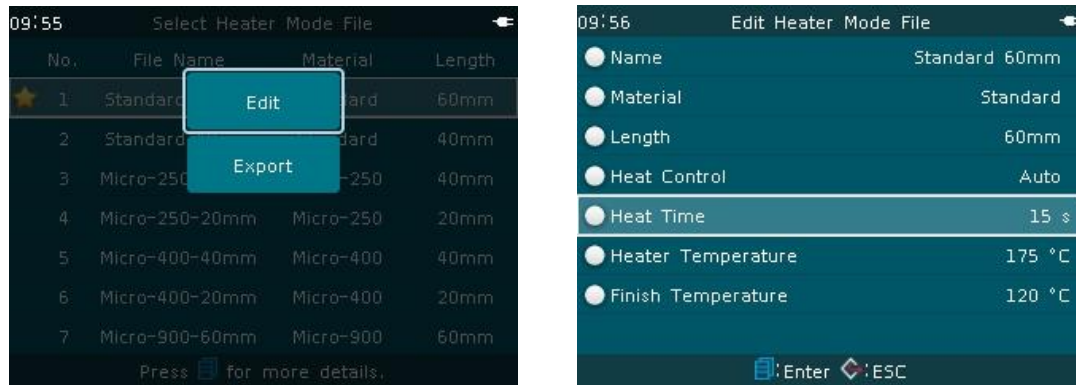 09:55 Select Heater Mode File
No. File Name Material Length
1 Standard 60mm
Edit
2 Standard 40mm
Export
3 Micro-250 -250 40mm
4 Micro-250-20mm Micro-250 20mm
5 Micro-400-40mm Micro-400 40mm
6 Micro-400-20mm Micro-400 20mm
7 Micro-900-60mm Micro-900 60mm
Press for more details.
09:56 Edit Heater Mode File
Name Standard 60mm
Material Standard
Length 60mm
Heat Control Auto
Heat Time 15 s
Heater Temperature 175 °C
Finish Temperature 120 °C
:Enter :ESC